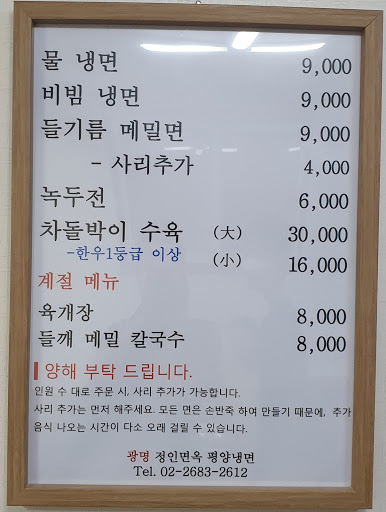 물 냉면 9,000
비빔 냉면 9,000
들기름 메밀면 9,000
- 사리추가 4,000
녹두전 6,000
차돌박이 수육 (大) 30,000
-한우1등급 이상 (小) 16,000
계절 메뉴
육개장 8,000
들깨 메밀 칼국수 8,000
양해 부탁 드립니다.
인원 수 대로 주문 시, 사리 추가가 가능합니다.
사리 추가는 먼저 해주세요. 모든 면은 손반죽 하여 만들기 때문에, 추가
음식 나오는 시간이 다소 오래 걸릴 수 있습니다.
광명 정인면옥 평양냉면
Tel. 02-2683-2612